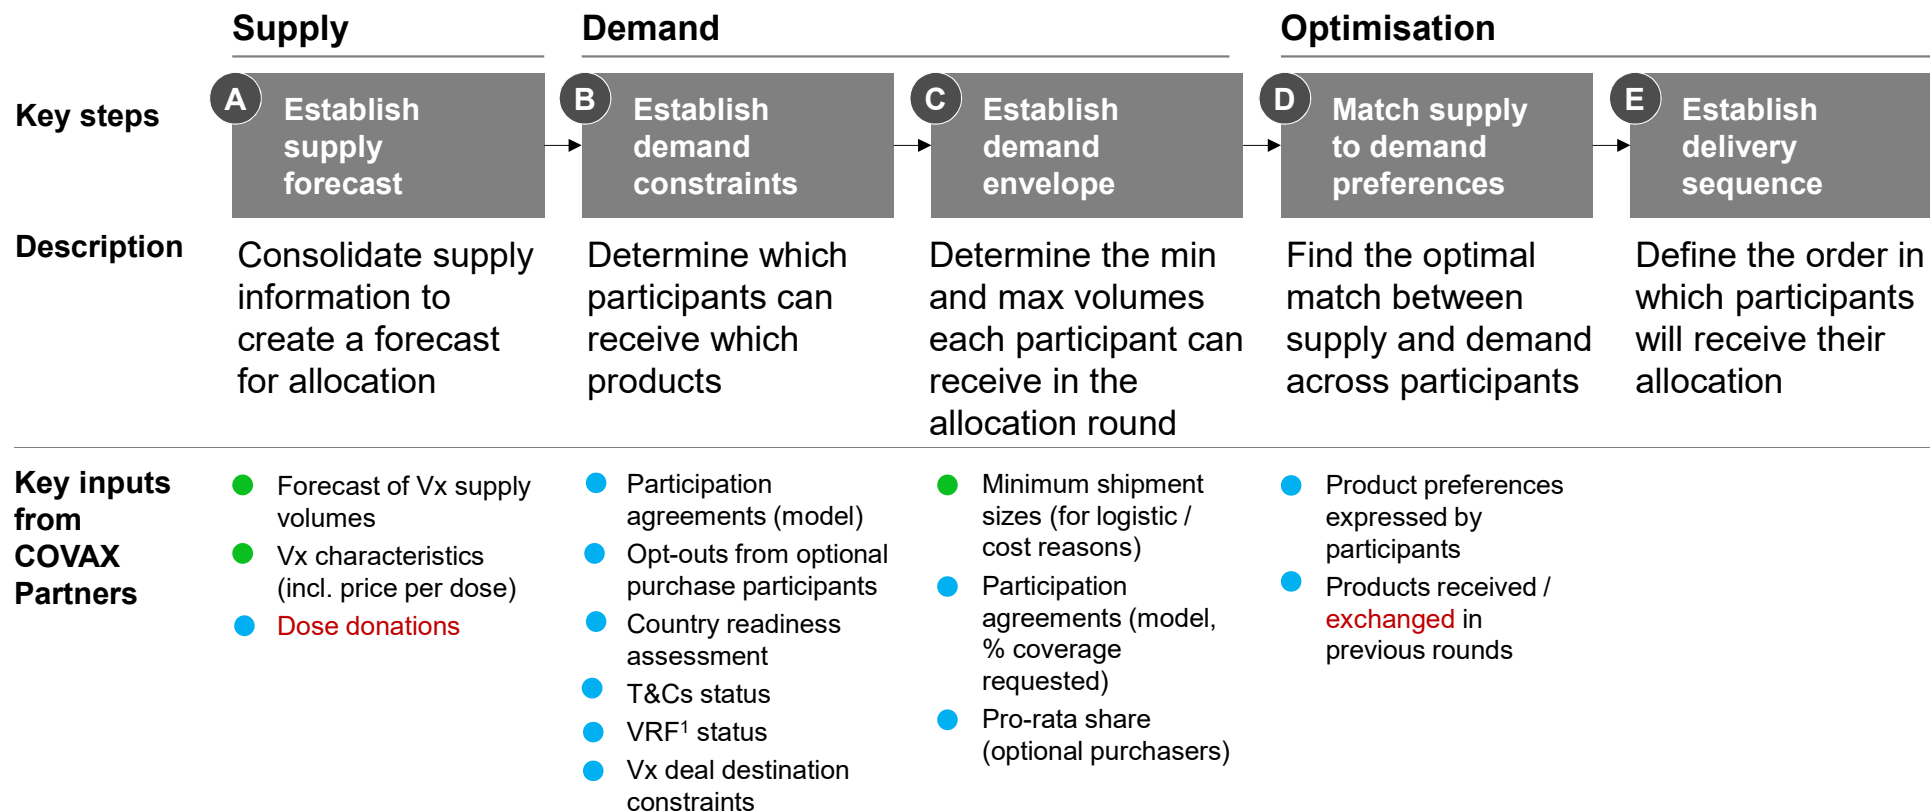 Supply
Demand
Optimisation
Key steps
A
Establish
supply
forecast
B
Establish
demand
constraints
C
Establish
demand
envelope
D
Match supply
to demand
preferences
E
Establish
delivery
sequence
Description
Consolidate supply
information to
create a forecast
for allocation
Determine which
participants can
receive which
products
Determine the min
and max volumes
each participant can
receive in the
allocation round
Find the optimal
match between
supply and demand
across participants
Define the order in
which participants
will receive their
allocation
Key inputs
from
COVAX
Partners
Forecast of Vx supply
volumes
Vx characteristics
(incl. price per dose)
Dose donations
Participation
agreements (model)
Opt-outs from optional
purchase participants
Country readiness
assessment
T&Cs status
VRF¹ status
Vx deal destination
constraints
Minimum shipment
sizes (for logistic /
cost reasons)
Participation
agreements (model,
% coverage
requested)
Pro-rata share
(optional purchasers)
Product preferences
expressed by
participants
Products received /
exchanged in
previous rounds